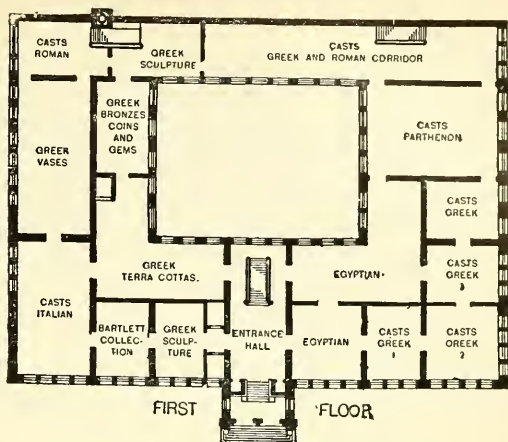 CASTS
ROMAN
GREEK
SCULPTURE
CASTS
GREEK AND ROMAN CORRIDOR
GREEK
BRONZES
COINS
AND
GEMS
CASTS
PARTHENON
GREEK
VASES
CASTS
GREEK
GREEK
TERRA COTTAS.
EGYPTIAN.
CASTS
GREEK
3
CASTS
ITALIAN
BARTLETT
COLLEC-
TION
GREEK
SCULP-
TURE
ENTRANCE
HALL
EGYPTIAN
CASTS
GREEK
1
CASTS
GREEK
2
FIRST FLOOR